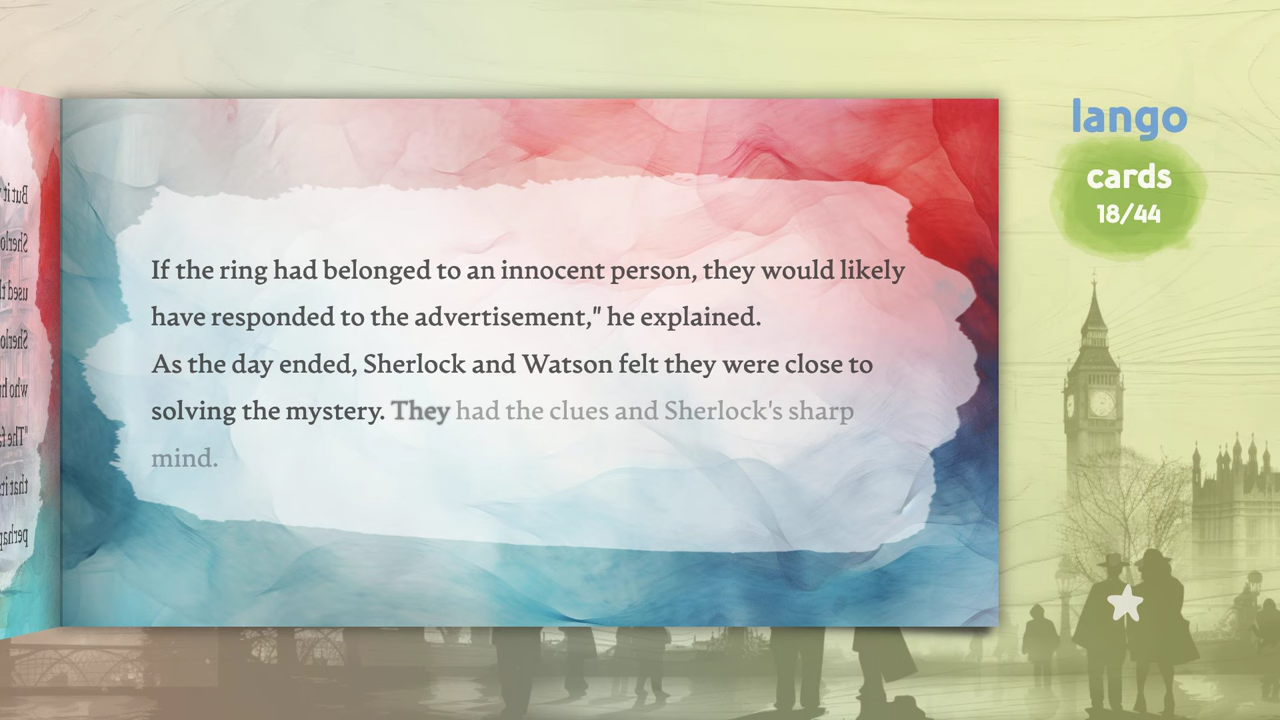 If the ring had belonged to an innocent person, they would likely
have responded to the advertisement," he explained.
As the day ended, Sherlock and Watson felt they were close to
solving the mystery. They had the clues and Sherlock's sharp
mind.
lango
cards
18/44